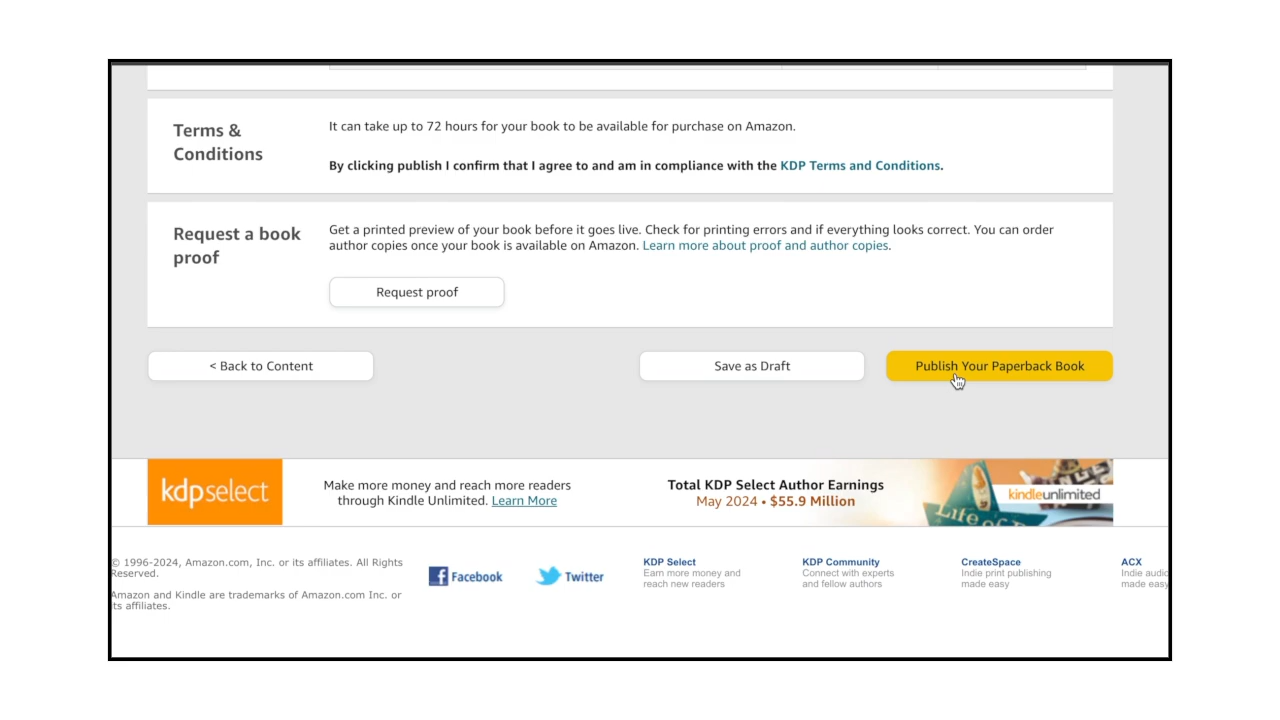 Terms &
Conditions
It can take up to 72 hours for your book to be available for purchase on Amazon.
By clicking publish I confirm that I agree to and am in compliance with the KDP Terms and Conditions.
Request a book
proof
Get a printed preview of your book before it goes live. Check for printing errors and if everything looks correct. You can order
author copies once your book is available on Amazon. Learn more about proof and author copies.
Request proof
< Back to Content
Save as Draft
Publish Your Paperback Book
kdpselect
Make more money and reach more readers
through Kindle Unlimited. Learn More
Total KDP Select Author Earnings
May 2024 • $55.9 Million
Life of
kindleunlimited
© 1996-2024, Amazon.com, Inc. or its affiliates. All Rights
Reserved.
Amazon and Kindle are trademarks of Amazon.com Inc. or
its affiliates.
Facebook
Twitter
KDP Select
Earn more money and
reach new readers
KDP Community
Connect with experts
and fellow authors
CreateSpace
Indie print publishing
made easy
ACX
Indie audio
made easy